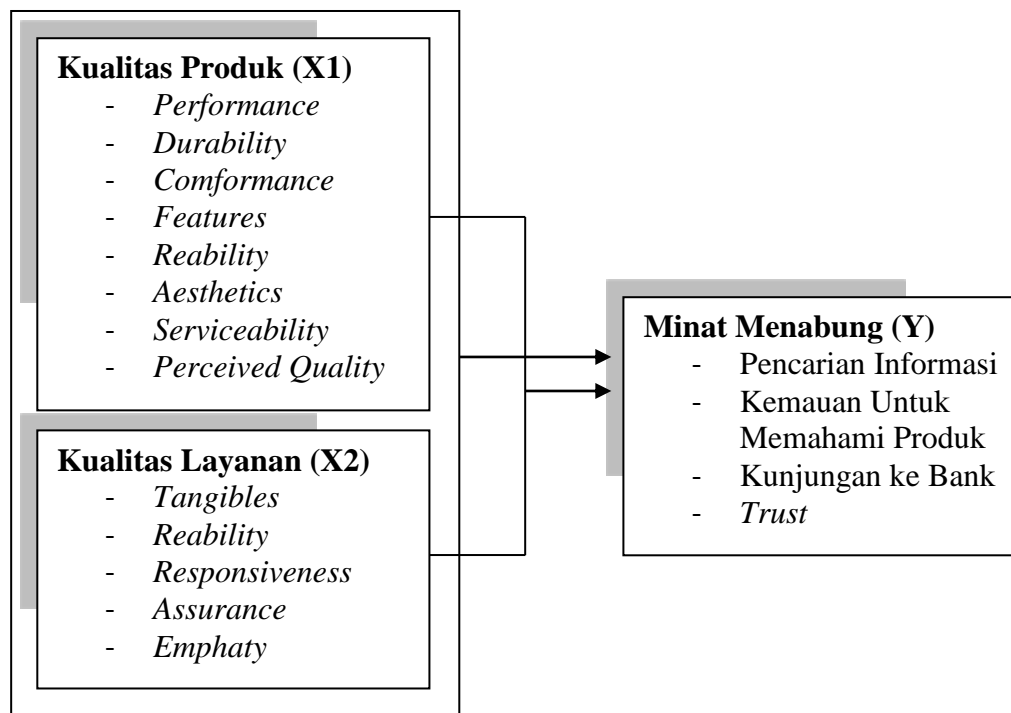 Kualitas Produk (X1)
- Performance
- Durability
- Comformance
- Features
- Reability
- Aesthetics
- Serviceability
- Perceived Quality
Kualitas Layanan (X2)
- Tangibles
- Reability
- Responsiveness
- Assurance
- Emphaty
Minat Menabung (Y)
- Pencarian Informasi
- Kemauan Untuk
Memahami Produk
- Kunjungan ke Bank
- Trust